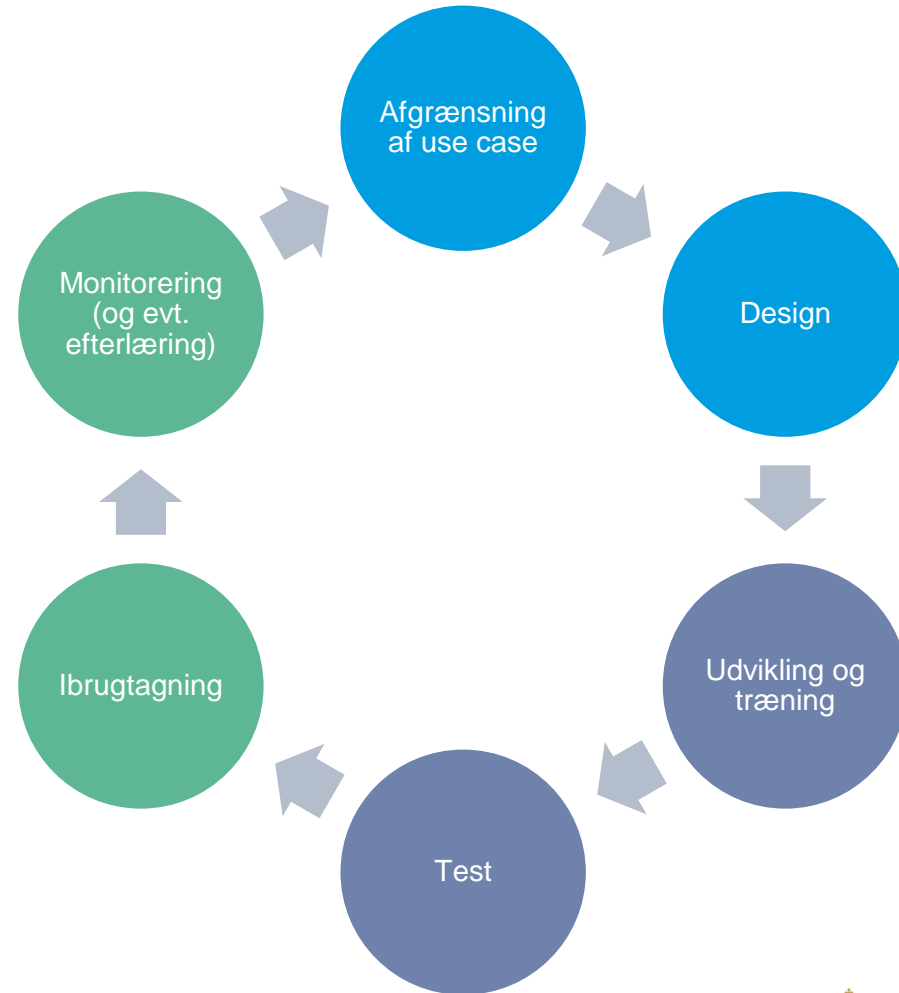 Afgrænsning
af use case
Design
Udvikling og
træning
Test
Ibrugtagning
Monitorering
(og evt.
efterlæring)